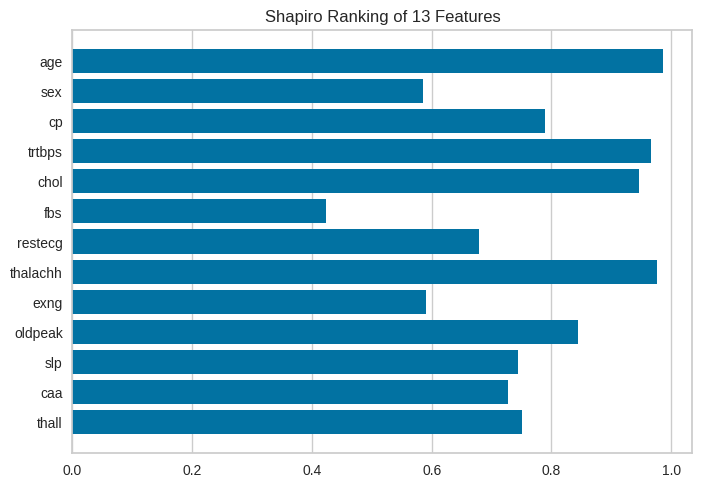 Shapiro Ranking of 13 Features
age
sex
cp
trtbps
chol
fbs
restecg
thalachh
exng
oldpeak
slp
caa
thall
0.0 0.2 0.4 0.6 0.8 1.0